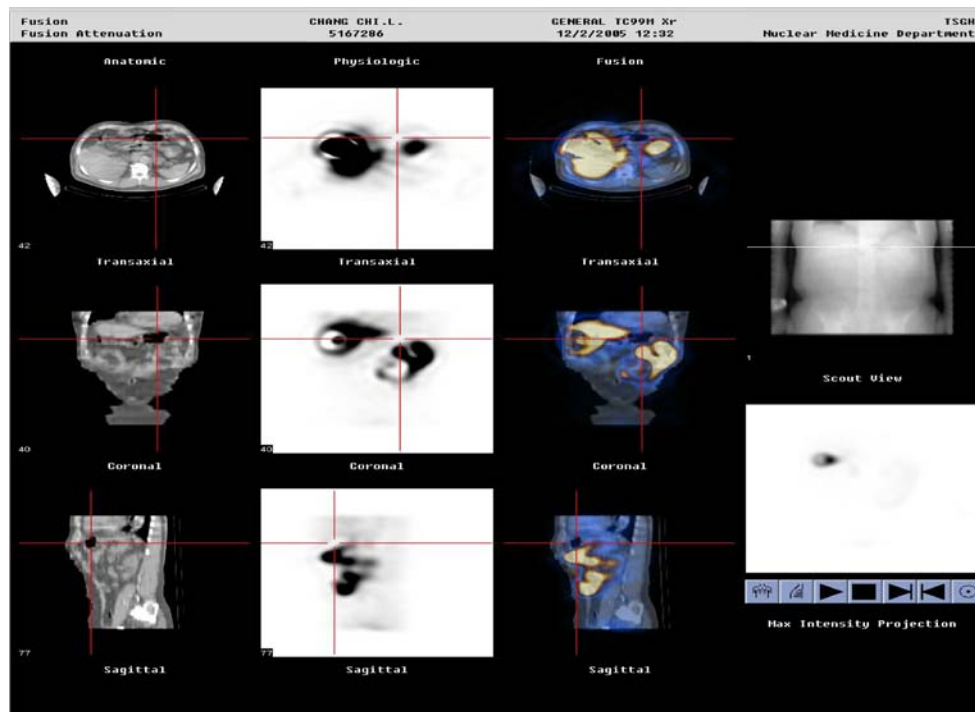 Fusion CHANG CHI.L. GENERAL TC99M Xr TSGH
Fusion Attenuation 5167286 12/2/2005 12:32 Nuclear Medicine Department
Anatomic Physiologic Fusion
42 42
Transaxial Transaxial Transaxial
1
Scout View
40 40
Coronal Coronal Coronal
Max Intensity Projection
77 77
Sagittal Sagittal Sagittal